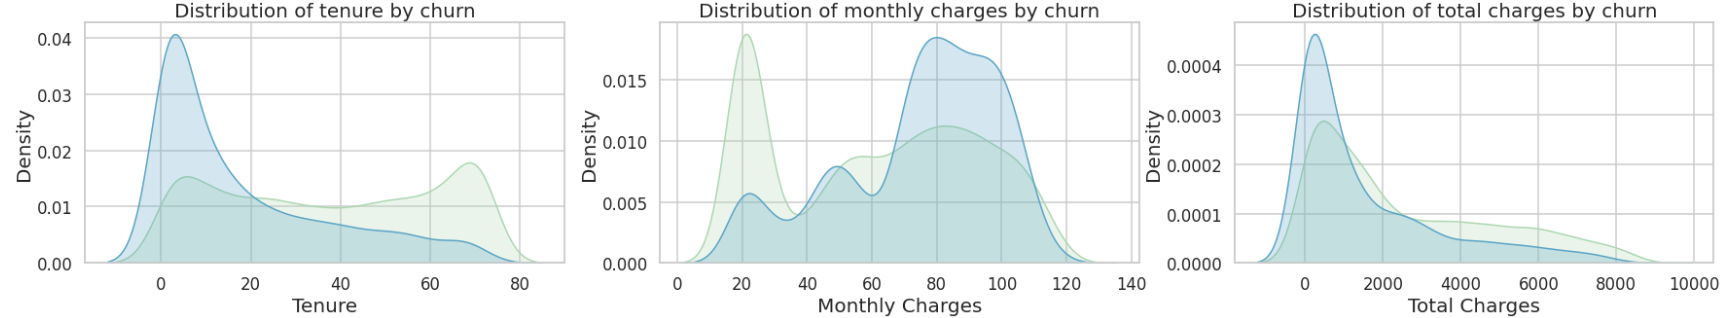 Distribution of tenure by churn
0.04
0.03
0.02
0.01
0.00
Density
0 20 40 60 80
Tenure
Distribution of monthly charges by churn
0.015
0.010
0.005
0.000
Density
0 20 40 60 80 100 120 140
Monthly Charges
Distribution of total charges by churn
0.0004
0.0003
0.0002
0.0001
0.0000
Density
0 2000 4000 6000 8000 10000
Total Charges